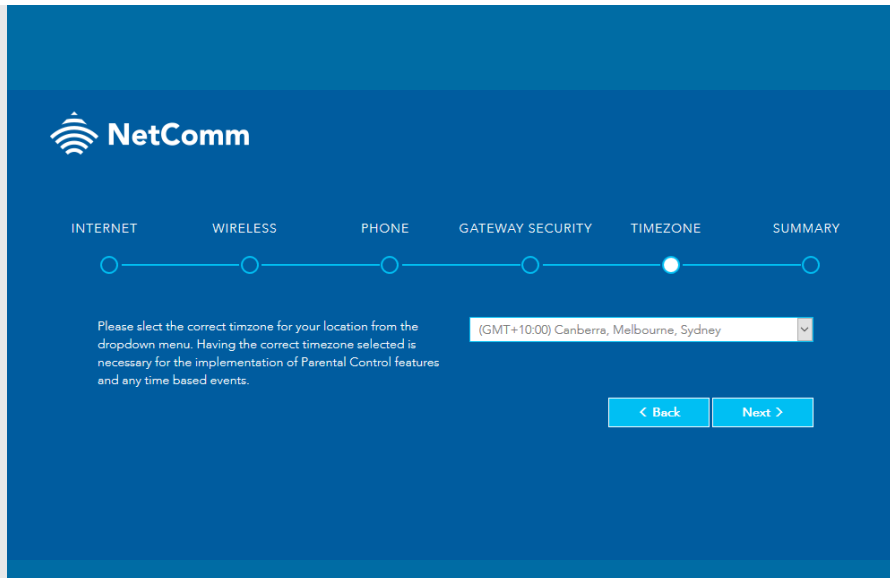 NetComm
INTERNET WIRELESS PHONE GATEWAY SECURITY TIMEZONE SUMMARY
Please slect the correct timzone for your location from the
dropdown menu. Having the correct timezone selected is
necessary for the implementation of Parental Control features
and any time based events.
(GMT+10:00) Canberra, Melbourne, Sydney
< Back Next >